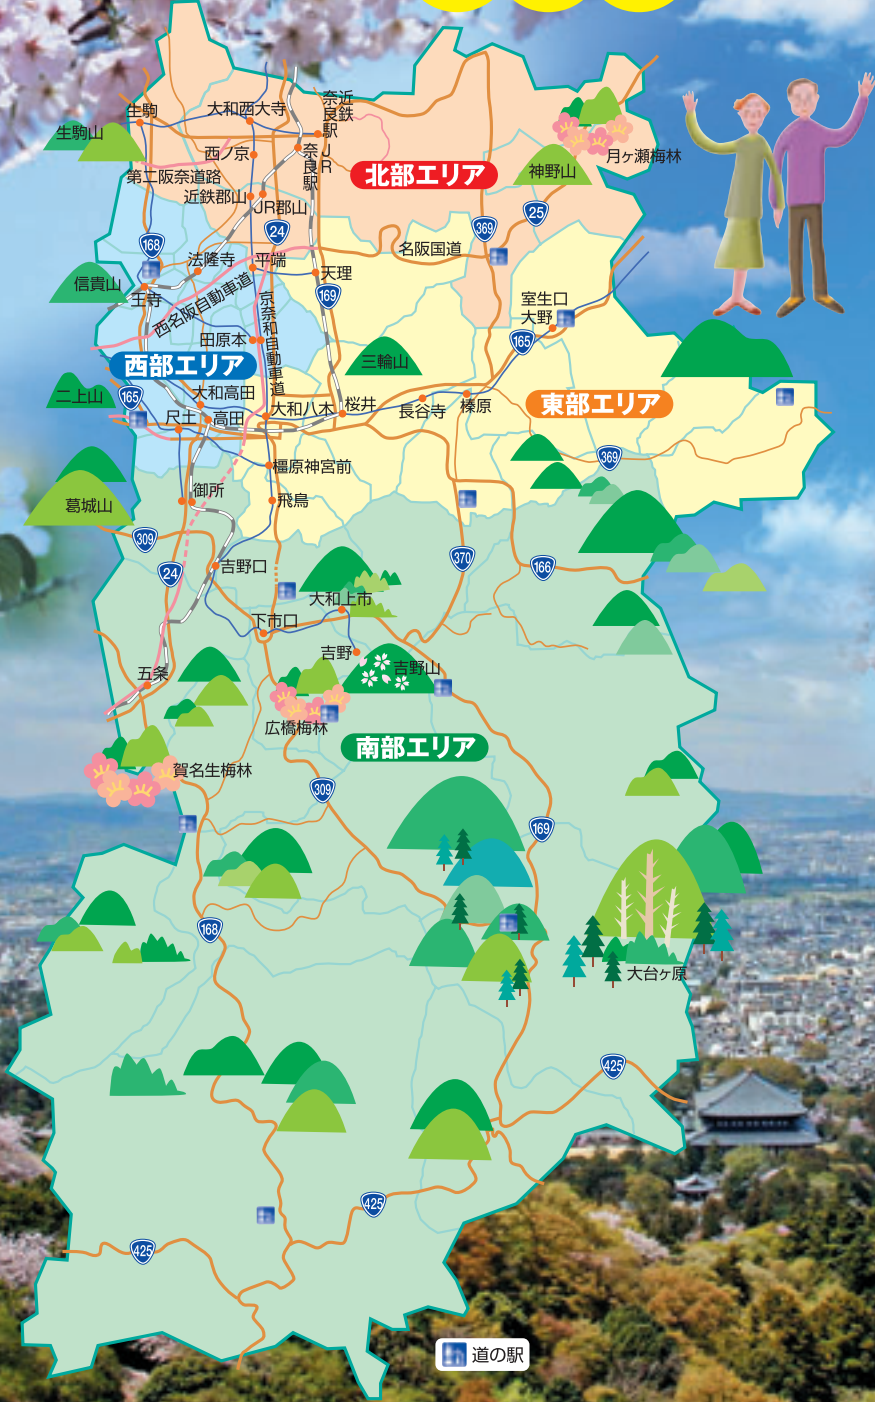 生駒
大和西大寺
近鉄
奈良駅
生駒山
西ノ京
JR
奈良駅
月ヶ瀬梅林
第二阪奈道路
北部エリア
神野山
近鉄郡山
JR郡山
25
24
369
168
名阪国道
法隆寺
平端
天理
信貴山
王寺
西名阪自動車道
169
室生口
大野
京奈和自動車道
田原本
165
西部エリア
三輪山
二上山
165
大和高田
大和八木
桜井
長谷寺
榛原
東部エリア
尺土
高田
369
橿原神宮前
御所
飛鳥
葛城山
309
370
24
吉野口
166
大和上市
下市口
吉野
吉野山
五条
広橋梅林
南部エリア
賀名生梅林
309
169
168
大台ヶ原
425
425
425
道の駅